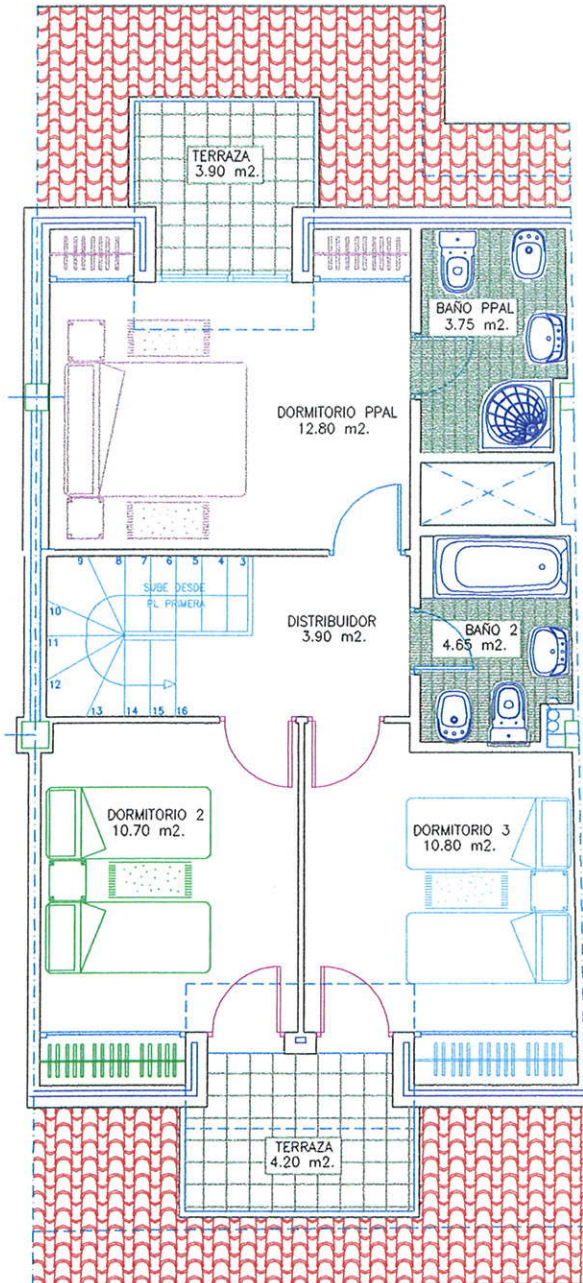 TERRAZA
3.90 m2.
BAÑO PPAL
3.75 m2.
DORMITORIO PPAL
12.80 m2.
9 8 7 6 5 4 3
SUBE DESDE
PL PRIMERA
10
11
12
13 14 15 16
DISTRIBUIDOR
3.90 m2.
BAÑO 2
4.65 m2.
DORMITORIO 2
10.70 m2.
DORMITORIO 3
10.80 m2.
TERRAZA
4.20 m2.